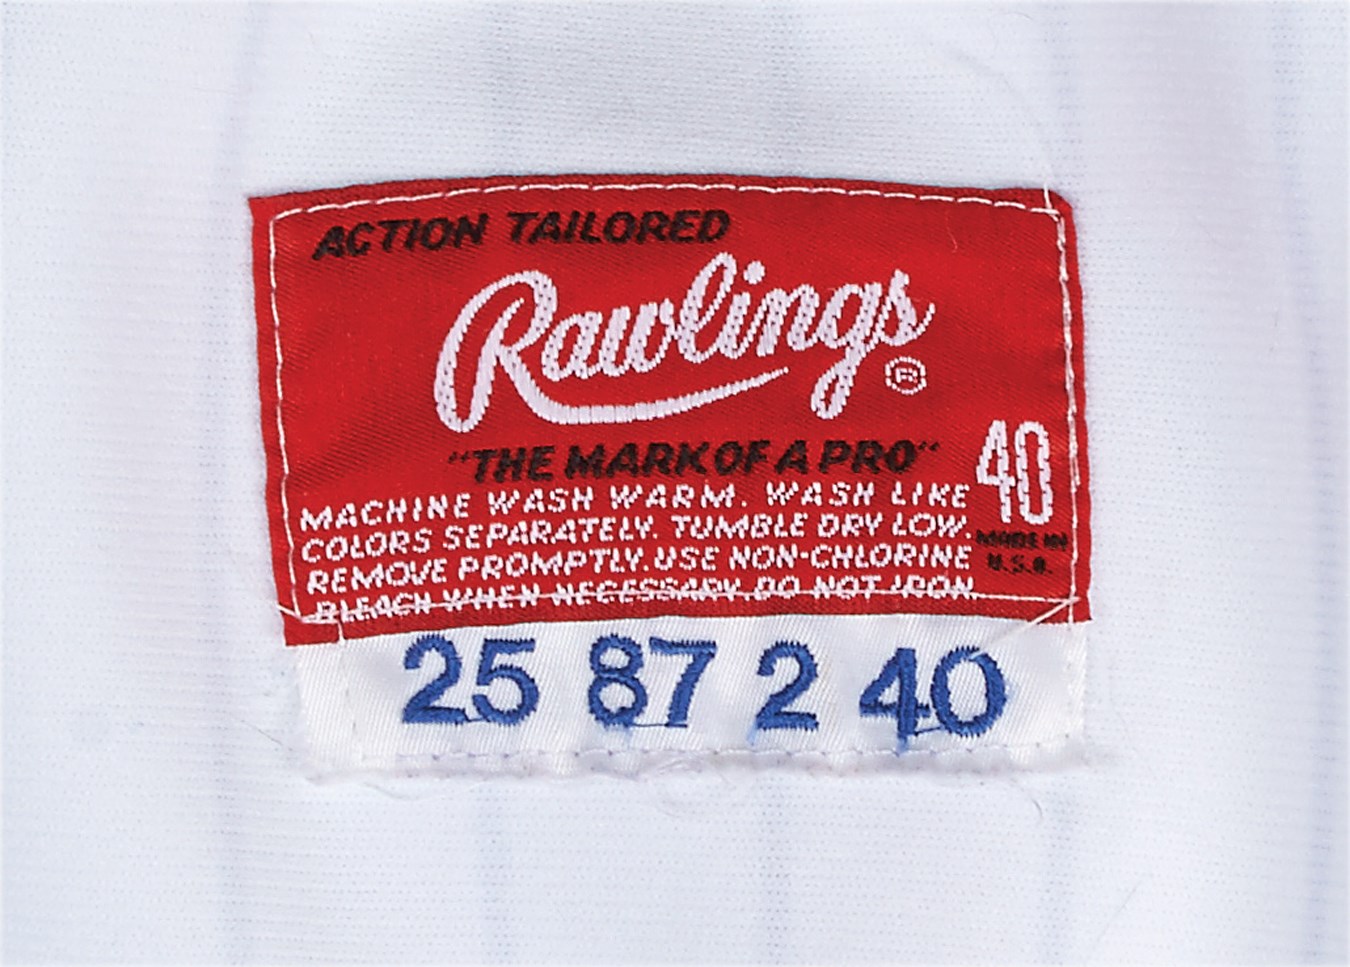 ACTION TAILORED
Rawlings ®
"THE MARK OF A PRO"
40
MADE IN
U.S.A.
MACHINE WASH WARM. WASH LIKE
COLORS SEPARATELY. TUMBLE DRY LOW.
REMOVE PROMPTLY. USE NON-CHLORINE
BLEACH WHEN NECESSARY. DO NOT IRON.
25 87 2 40